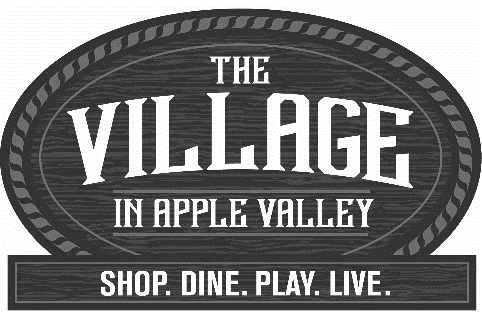 THE
VILLAGE
IN APPLE VALLEY
SHOP. DINE. PLAY. LIVE.